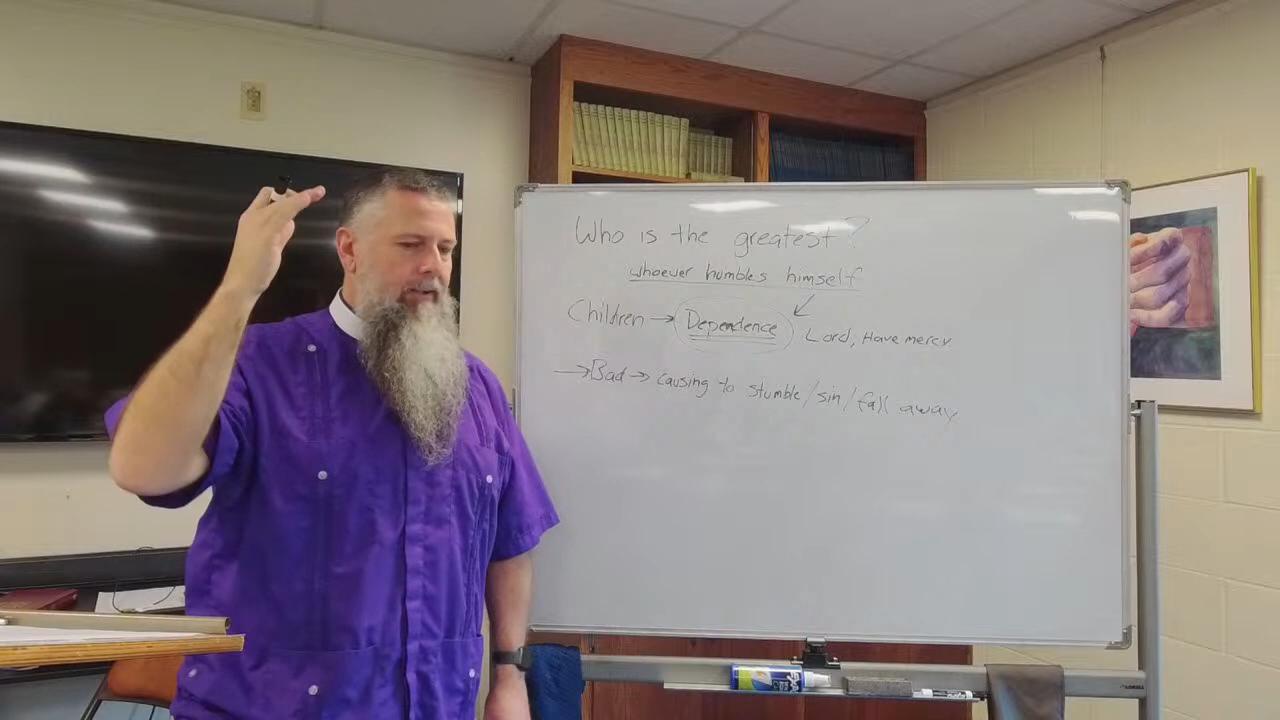 Who is the greatest?
whoever humbles himself
Children → Dependence
Lord, Have mercy
→ Bad → causing to stumble/sin/fall away
EXPO